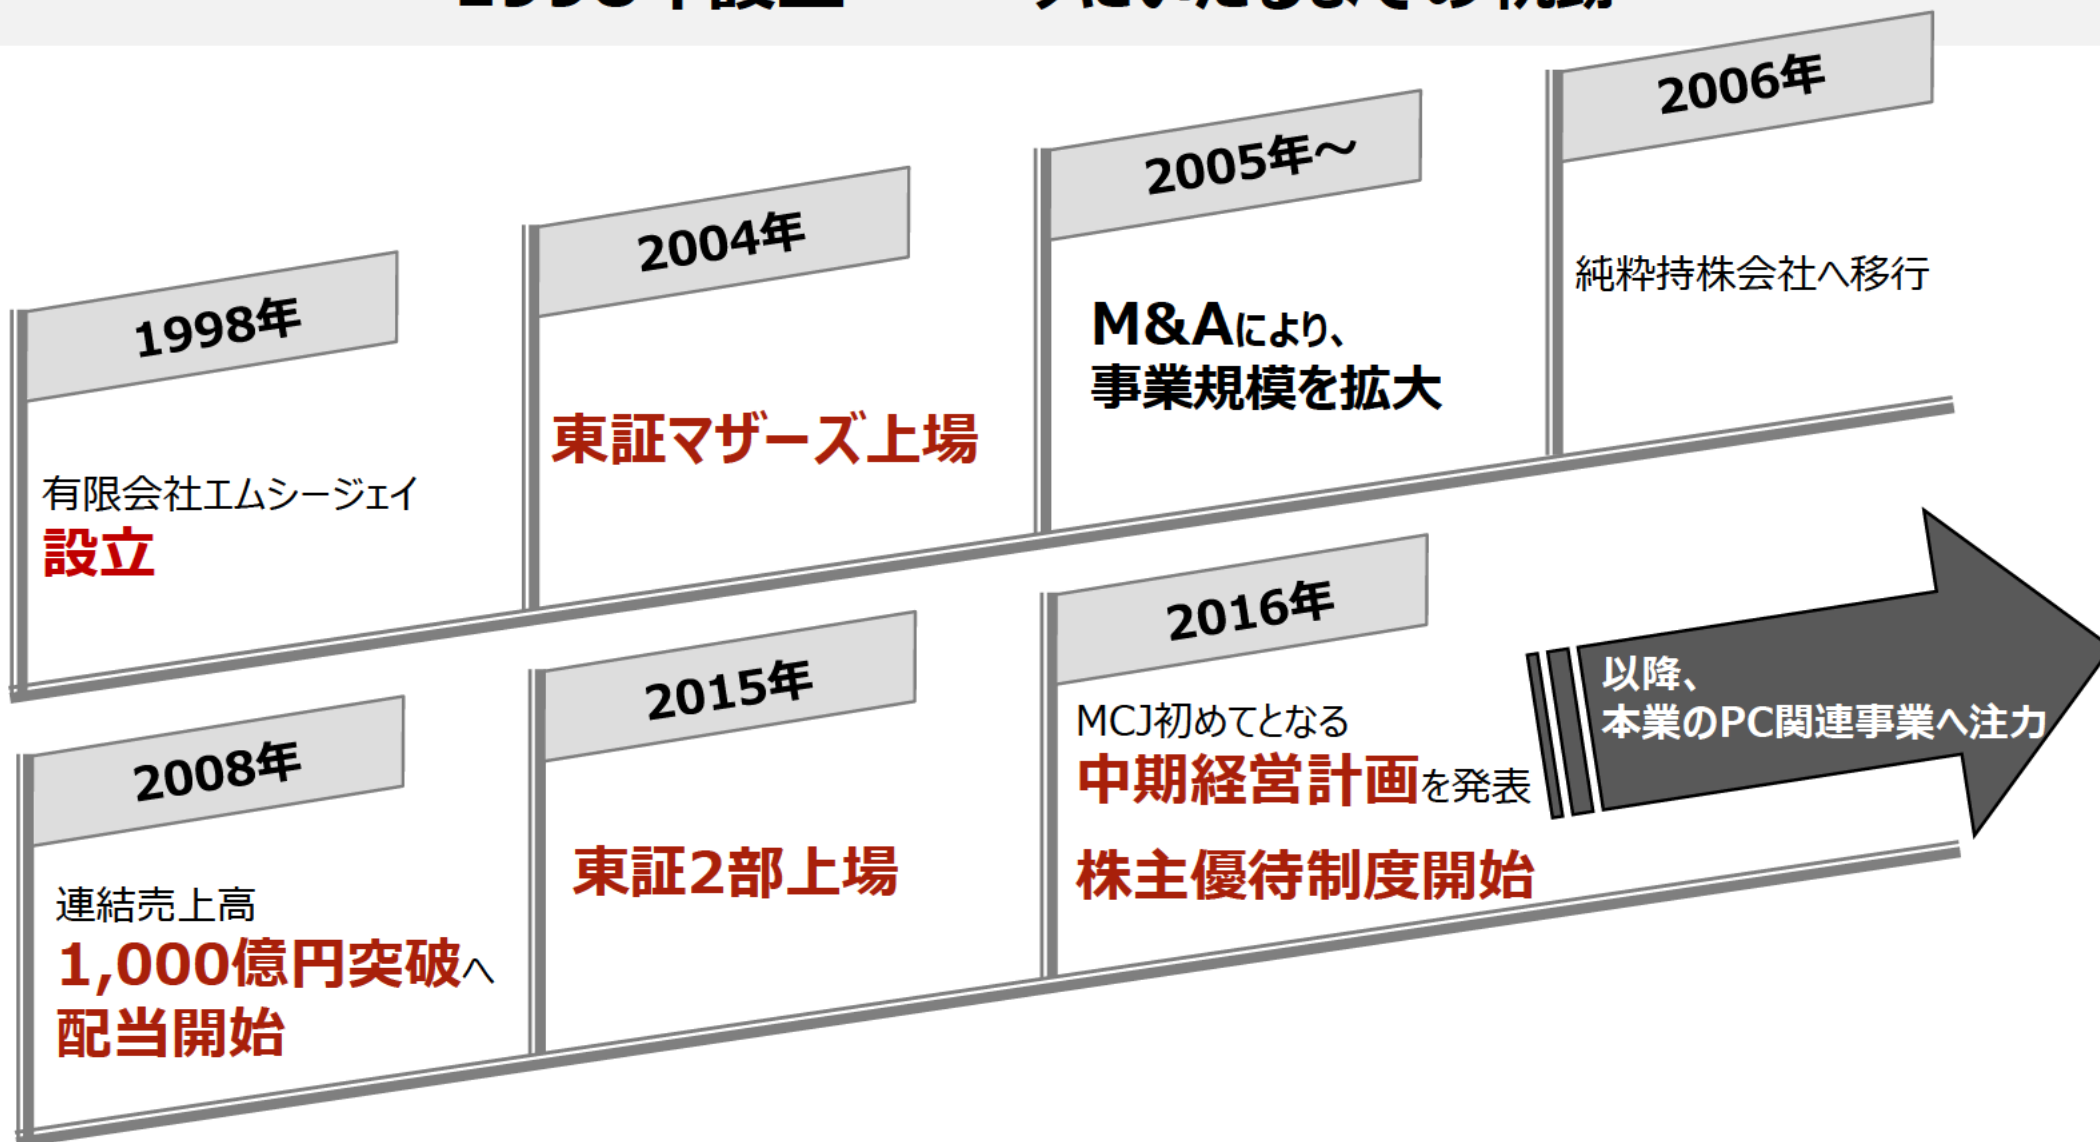 1998年
有限会社エムシージェイ
設立
2004年
東証マザーズ上場
2005年～
M&Aにより、
事業規模を拡大
2006年
純粋持株会社へ移行
2008年
連結売上高
1,000億円突破へ
配当開始
2015年
東証2部上場
2016年
MCJ初めてとなる
中期経営計画を発表
株主優待制度開始
以降、
本業のPC関連事業へ注力